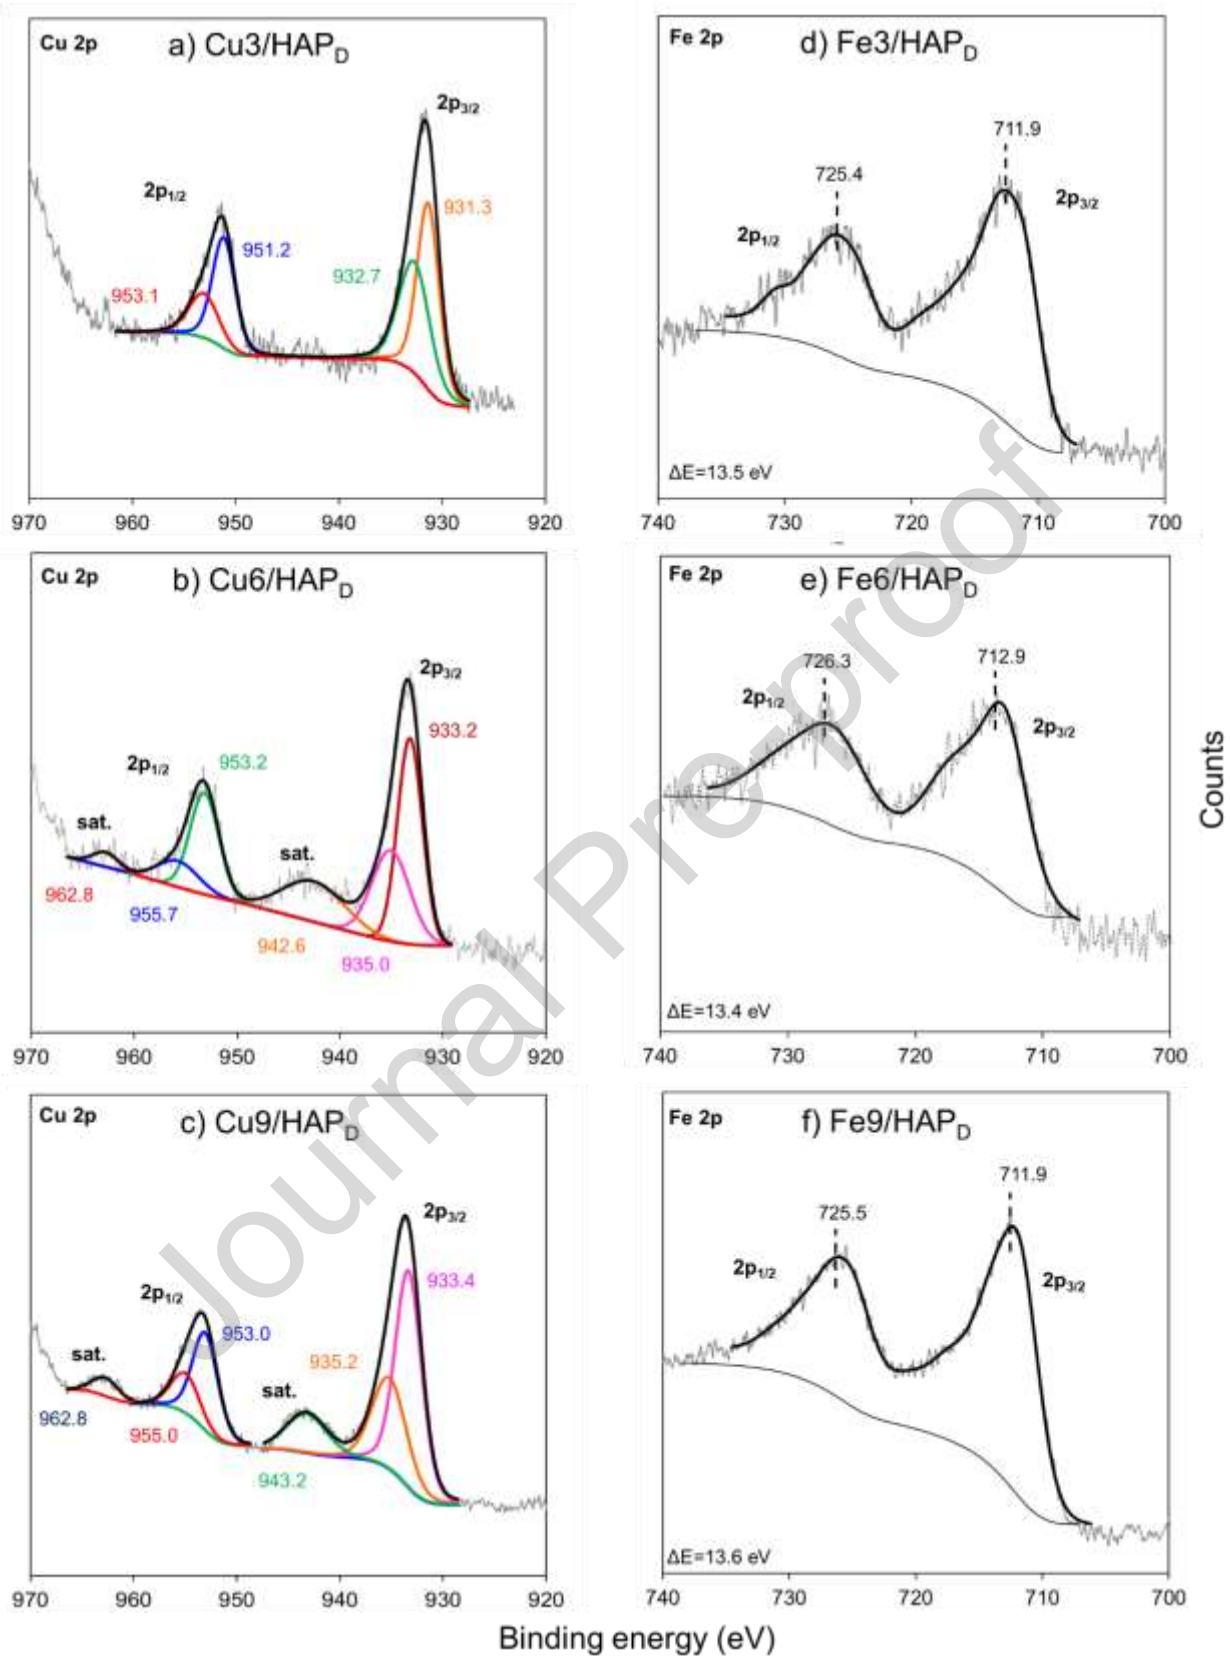 Cu 2p
a) Cu3/HAP_D
2p3/2
2p1/2
931.3
951.2
932.7
953.1
970 960 950 940 930 920
Fe 2p
d) Fe3/HAP_D
711.9
725.4
2p3/2
2p1/2
ΔE=13.5 eV
740 730 720 710 700
Cu 2p
b) Cu6/HAP_D
2p3/2
933.2
2p1/2
953.2
sat.
sat.
962.8
955.7
942.6
935.0
970 960 950 940 930 920
Fe 2p
e) Fe6/HAP_D
726.3
712.9
2p1/2
2p3/2
ΔE=13.4 eV
740 730 720 710 700
Counts
Cu 2p
c) Cu9/HAP_D
2p3/2
933.4
2p1/2
953.0
935.2
sat.
sat.
962.8
955.0
943.2
970 960 950 940 930 920
Fe 2p
f) Fe9/HAP_D
711.9
725.5
2p1/2
2p3/2
ΔE=13.6 eV
740 730 720 710 700
Binding energy (eV)
Journal Pre-proof